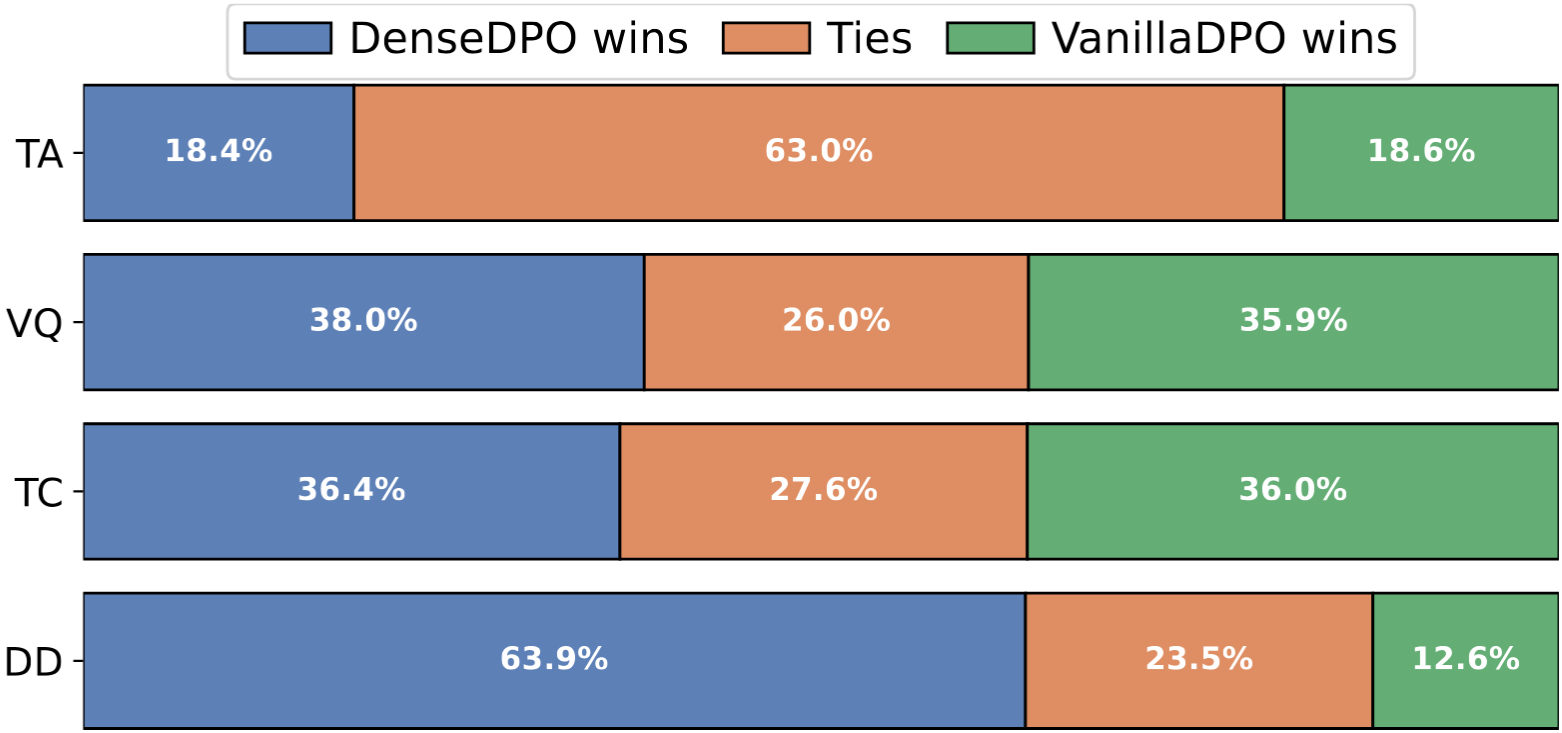 DenseDPO wins Ties VanillaDPO wins
TA 18.4% 63.0% 18.6%
VQ 38.0% 26.0% 35.9%
TC 36.4% 27.6% 36.0%
DD 63.9% 23.5% 12.6%